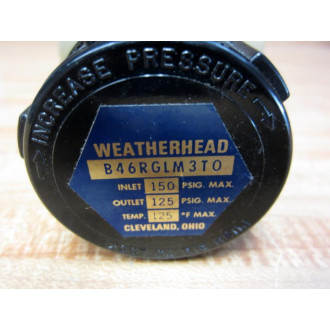 INCREASE PRESSURE
WEATHERHEAD
B46RGLM3TO
INLET 150 PSIG. MAX.
OUTLET 125 PSIG. MAX.
TEMP. 125 °F MAX.
CLEVELAND, OHIO